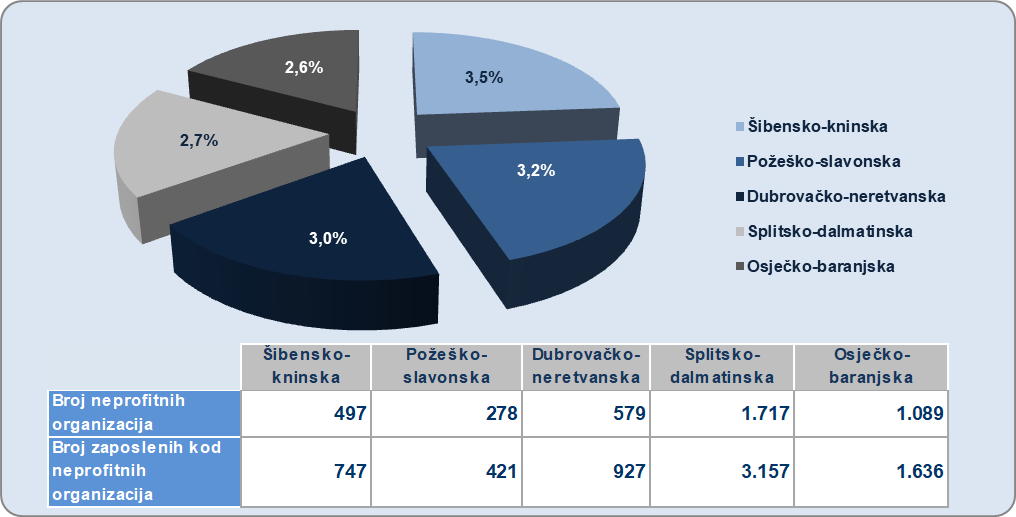 2,6%
3,5%
2,7%
3,2%
3,0%
Šibensko-kninska
Požeško-slavonska
Dubrovačko-neretvanska
Splitsko-dalmatinska
Osječko-baranjska
Šibensko-
kninska
Požeško-
slavonska
Dubrovačko-
neretvanska
Splitsko-
dalmatinska
Osječko-
baranjska
Broj neprofitnih
organizacija
497
278
579
1.717
1.089
Broj zaposlenih kod
neprofitnih
organizacija
747
421
927
3.157
1.636